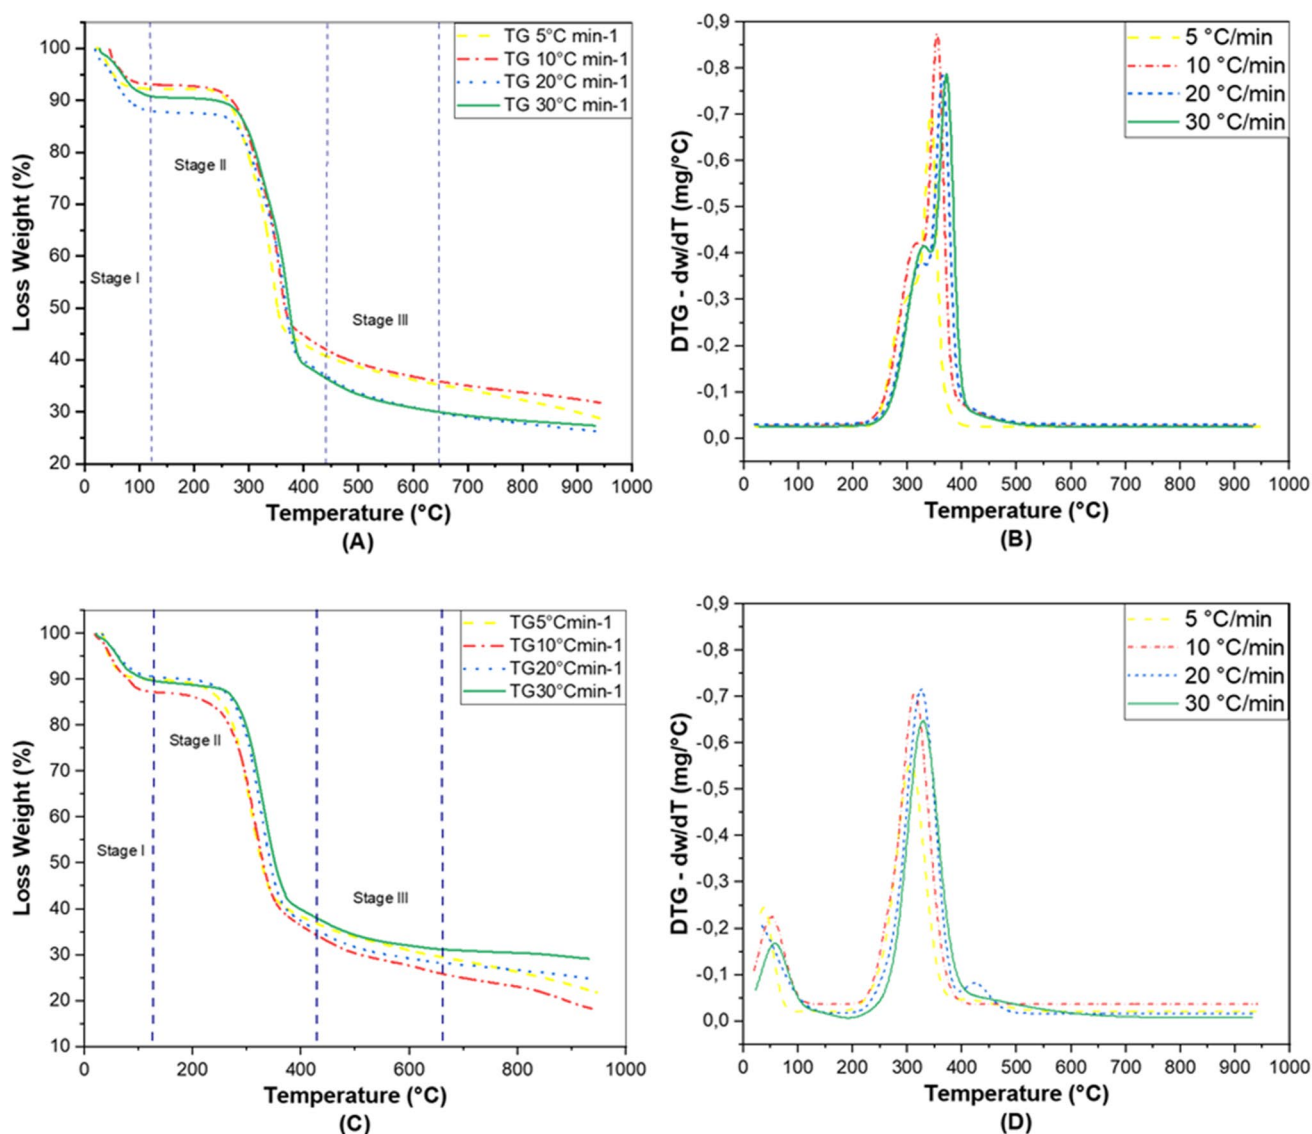 TG 5°C min-1
TG 10°C min-1
TG 20°C min-1
TG 30°C min-1
Loss Weight (%)
100
90
80
70
60
50
40
30
20
Stage I
Stage II
Stage III
0 100 200 300 400 500 600 700 800 900 1000
Temperature (°C)
(A)
5 °C/min
10 °C/min
20 °C/min
30 °C/min
DTG - dw/dT (mg/°C)
-0,9
-0,8
-0,7
-0,6
-0,5
-0,4
-0,3
-0,2
-0,1
0,0
0 100 200 300 400 500 600 700 800 900 1000
Temperature (°C)
(B)
TG5°Cmin-1
TG10°Cmin-1
TG20°Cmin-1
TG30°Cmin-1
Loss Weight (%)
100
90
80
70
60
50
40
30
20
10
Stage I
Stage II
Stage III
0 200 400 600 800 1000
Temperature (°C)
(C)
5 °C/min
10 °C/min
20 °C/min
30 °C/min
DTG - dw/dT (mg/°C)
-0,9
-0,8
-0,7
-0,6
-0,5
-0,4
-0,3
-0,2
-0,1
0,0
0 100 200 300 400 500 600 700 800 900 1000
Temperature (°C)
(D)